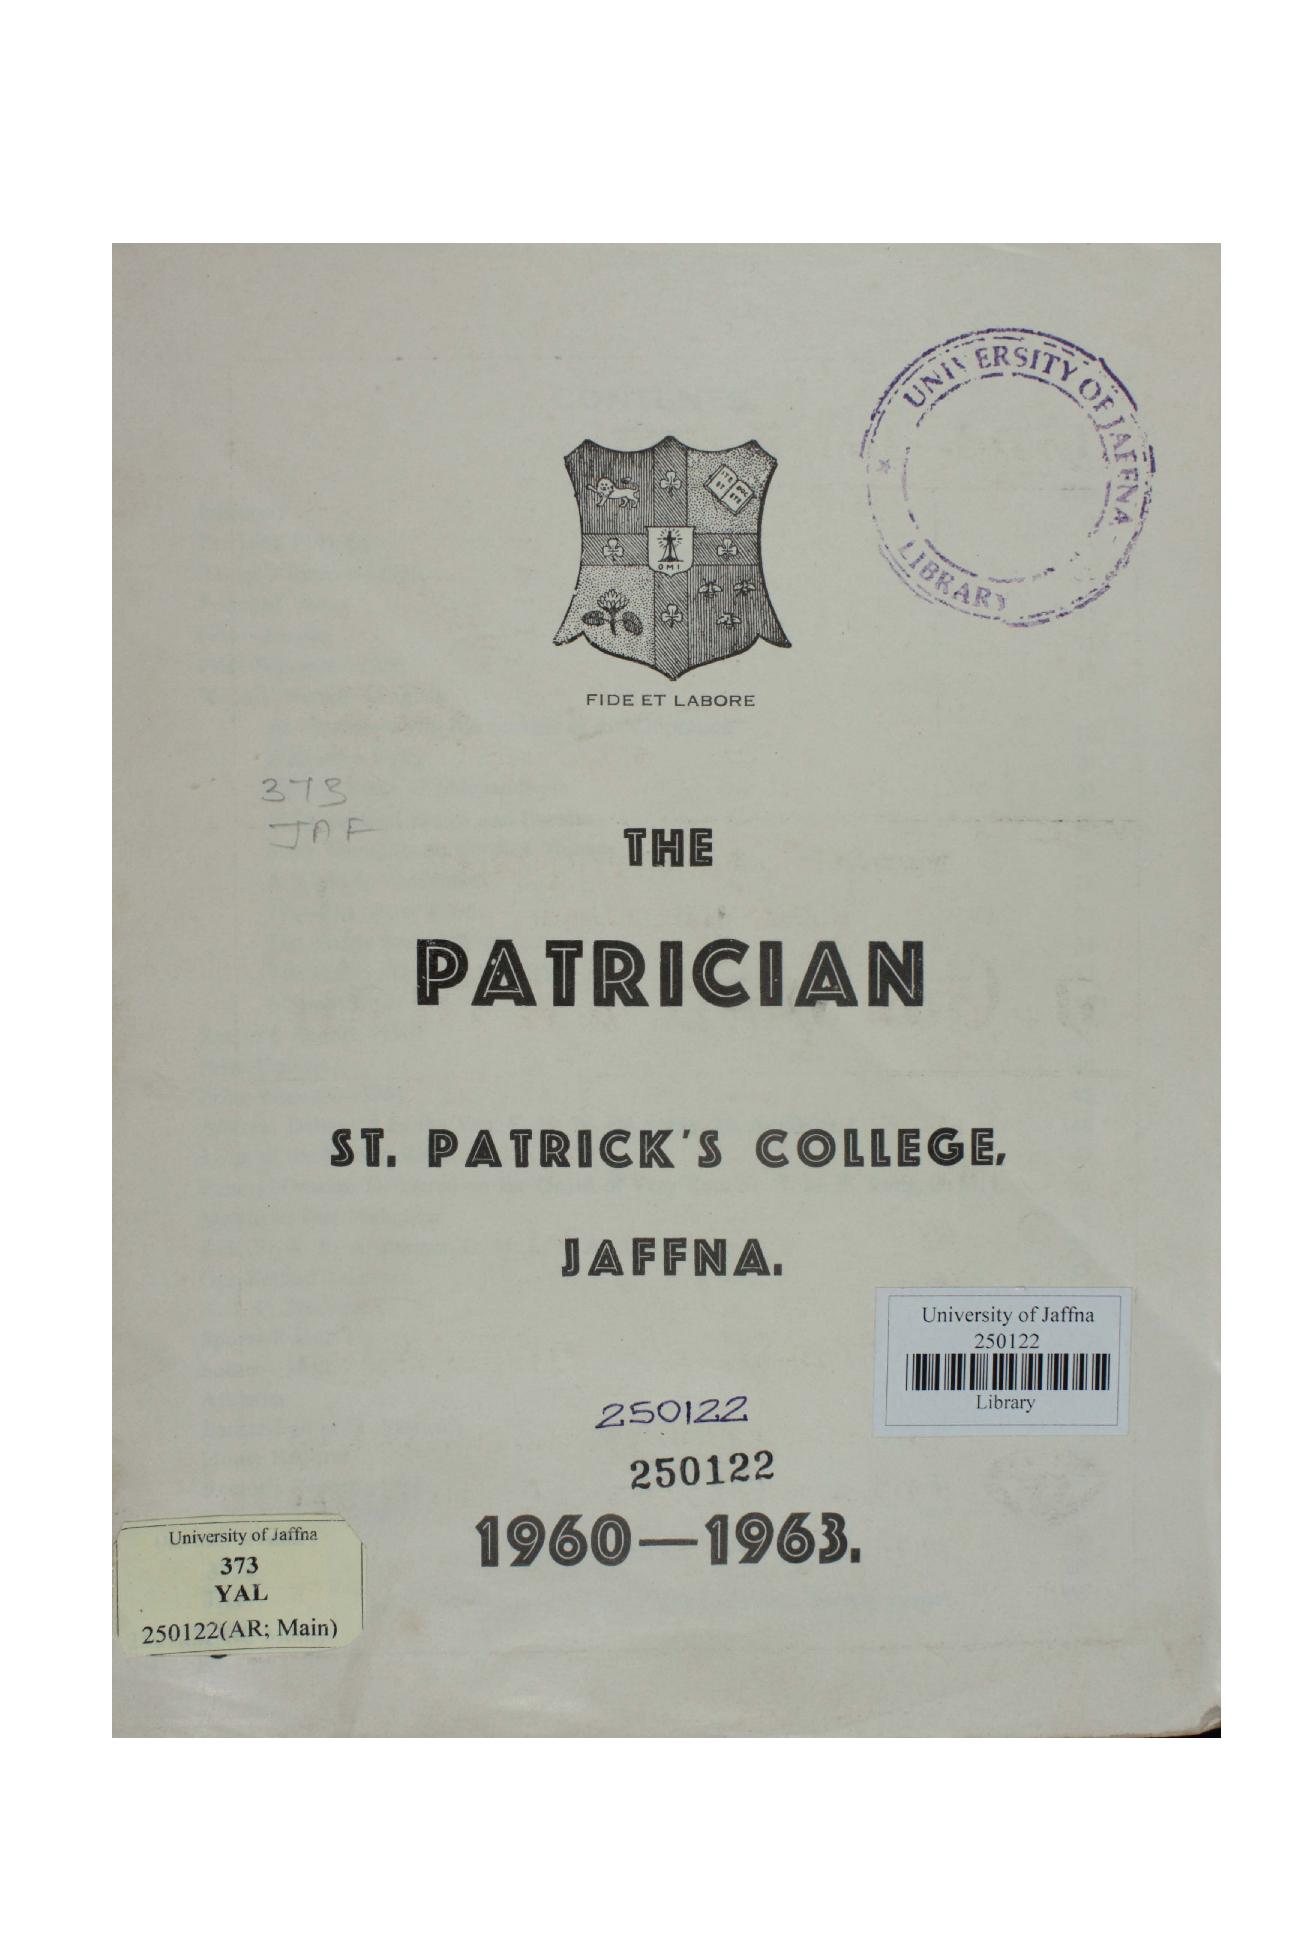 UNIVERSITY OF JAFFNA
LIBRARY
OMI
FIDE ET LABORE
373
JAF
THE
PATRICIAN
ST. PATRICK'S COLLEGE,
JAFFNA.
University of Jaffna
250122
Library
250122
250122
1960—1963.
University of Jaffna
373
YAL
250122(AR; Main)